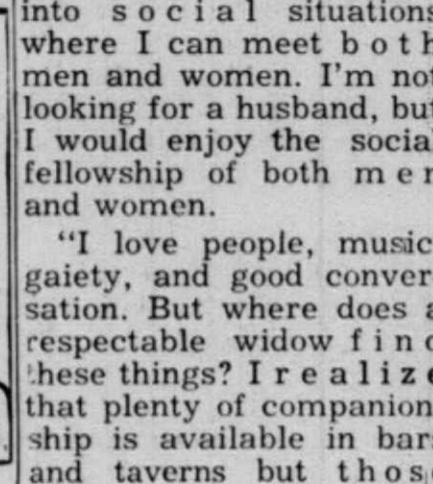 into social situations
where I can meet both
men and women. I'm not
looking for a husband, but
I would enjoy the social
fellowship of both men
and women.
"I love people, music
gaiety, and good conver
sation. But where does a
respectable widow find
these things? I realize
that plenty of companion
ship is available in bars
and taverns but those